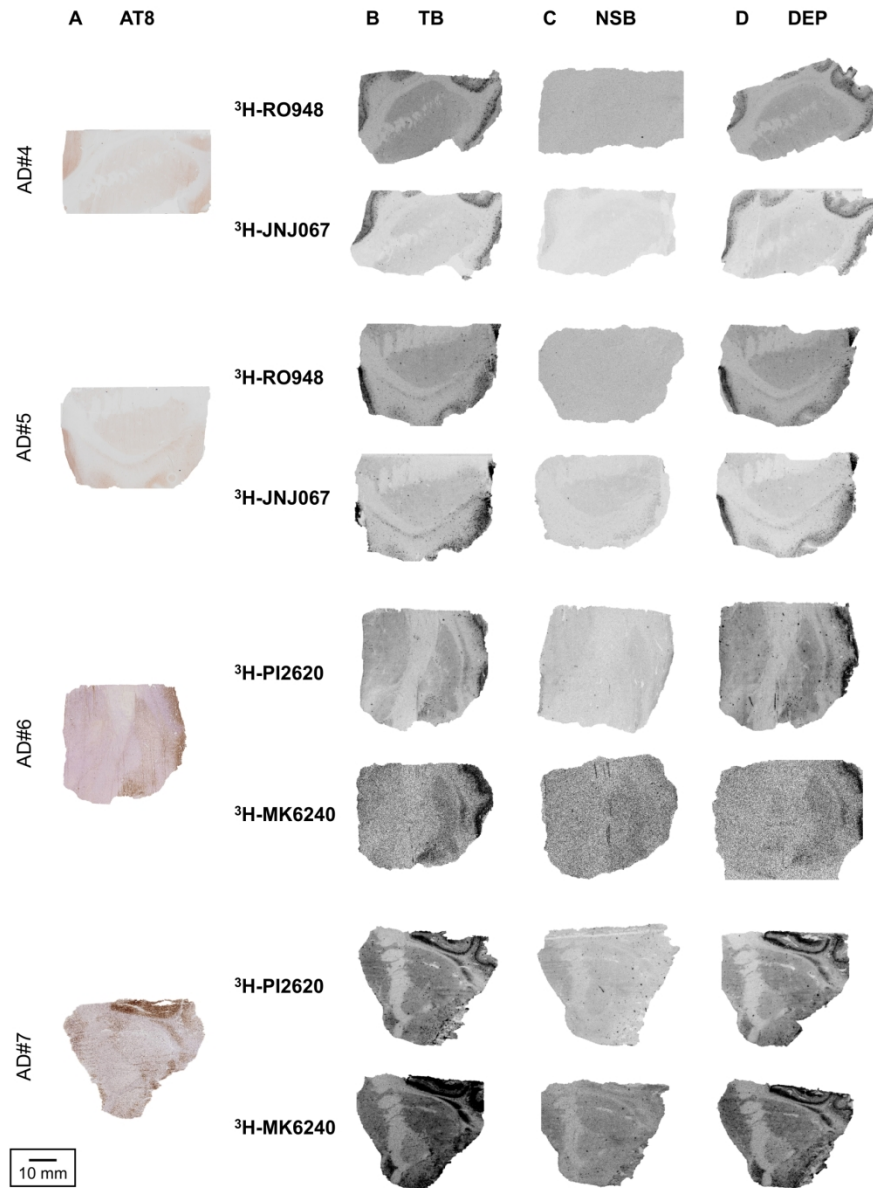 A AT8 B TB C NSB D DEP
AD#4
³H-RO948
³H-JNJ067
AD#5
³H-RO948
³H-JNJ067
AD#6
³H-PI2620
³H-MK6240
AD#7
³H-PI2620
³H-MK6240
10 mm